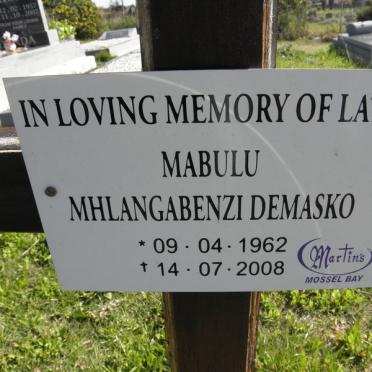 IN LOVING MEMORY OF LA
MABULU
MHLANGABENZI DEMASKO
* 09 · 04 · 1962
† 14 · 07 · 2008
Martin's
MOSSEL BAY